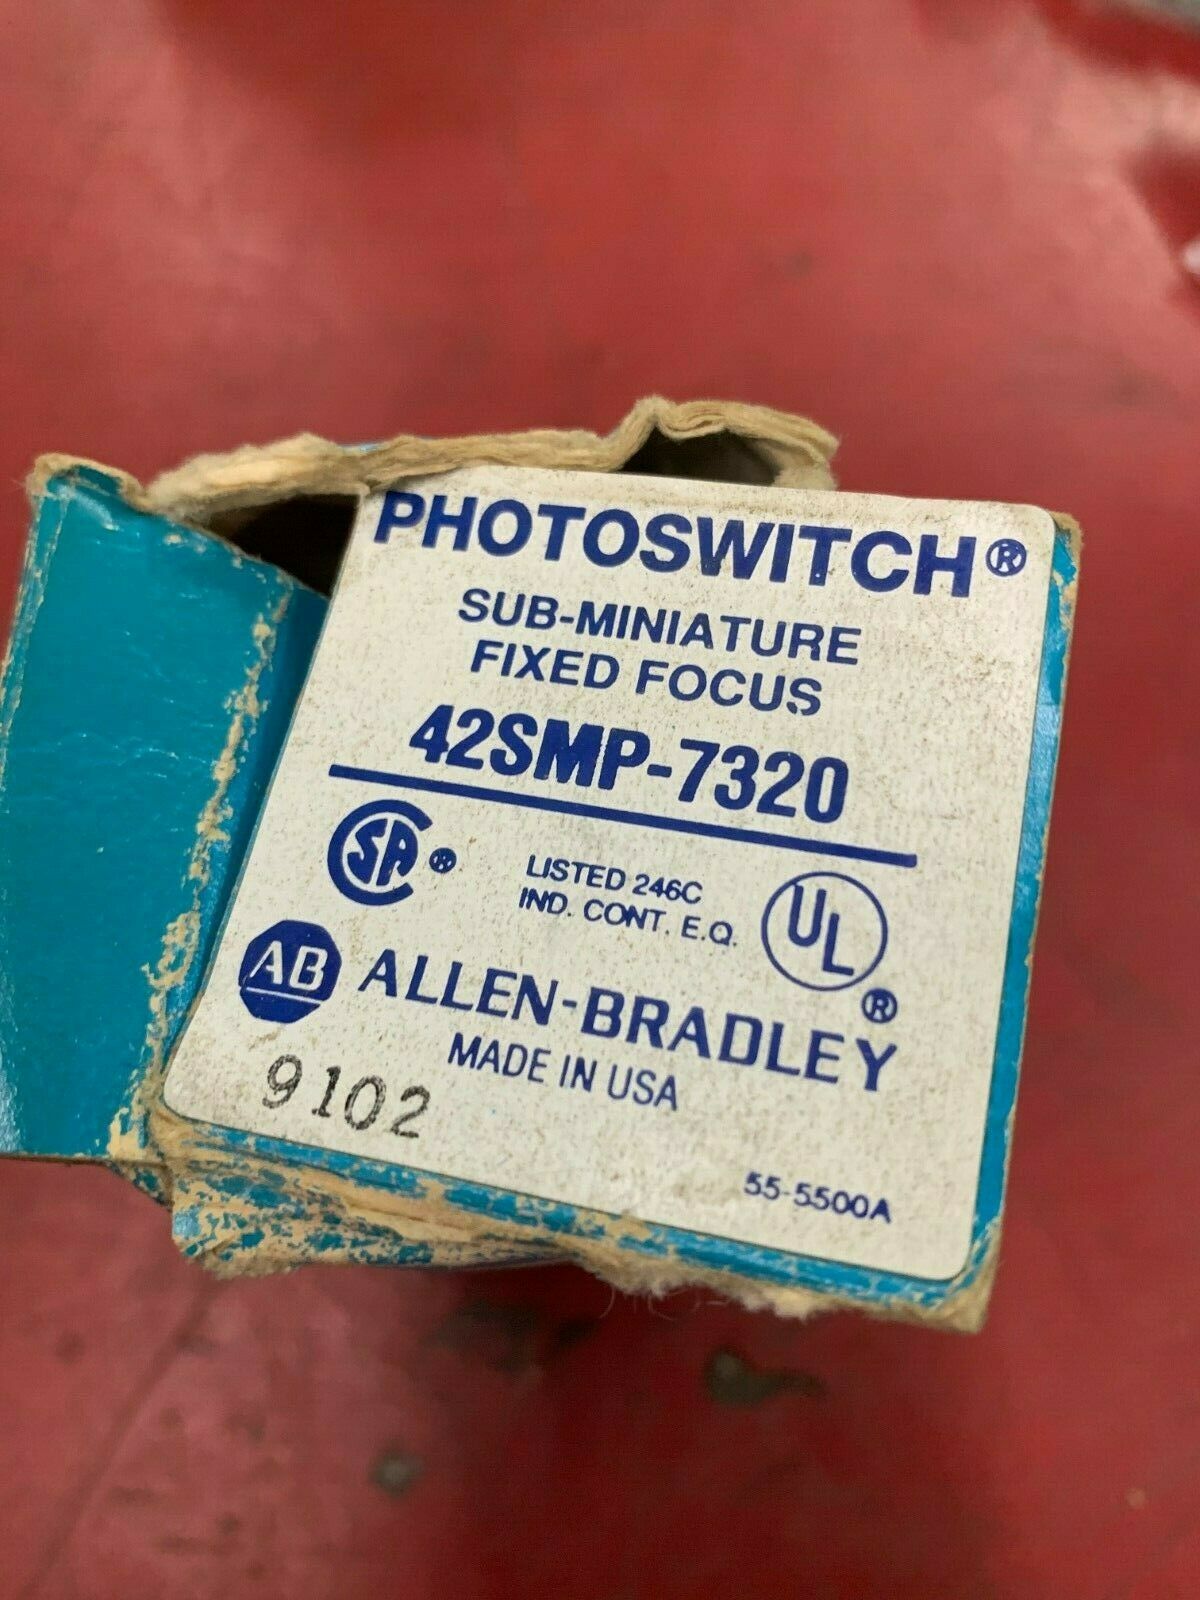 PHOTOSWITCH®
SUB-MINIATURE
FIXED FOCUS
42SMP-7320
CSA ®
LISTED 246C
IND. CONT. E.Q.
UL ®
AB ALLEN-BRADLEY
MADE IN USA
9102
55-5500A